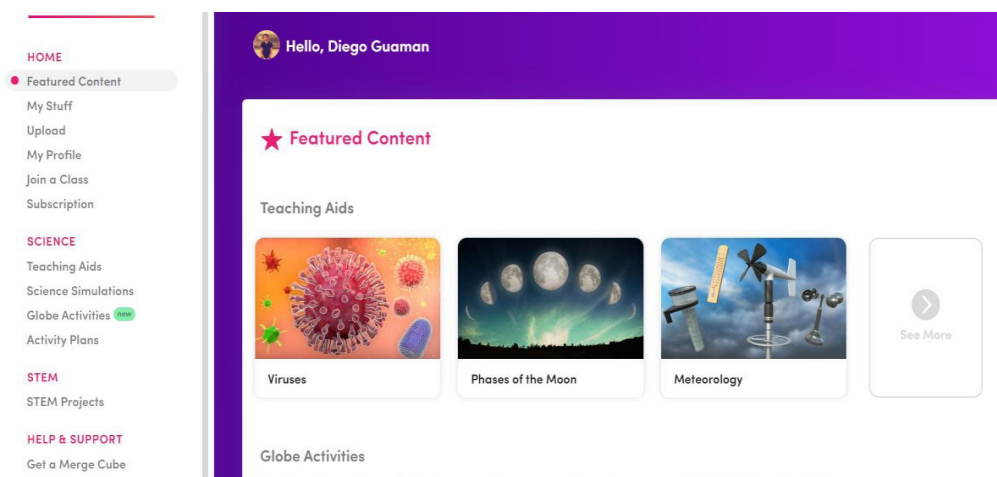 HOME
Featured Content
My Stuff
Upload
My Profile
Join a Class
Subscription
SCIENCE
Teaching Aids
Science Simulations
Globe Activities new
Activity Plans
STEM
STEM Projects
HELP & SUPPORT
Get a Merge Cube
Hello, Diego Guaman
Featured Content
Teaching Aids
Viruses
Phases of the Moon
Meteorology
See More
Globe Activities